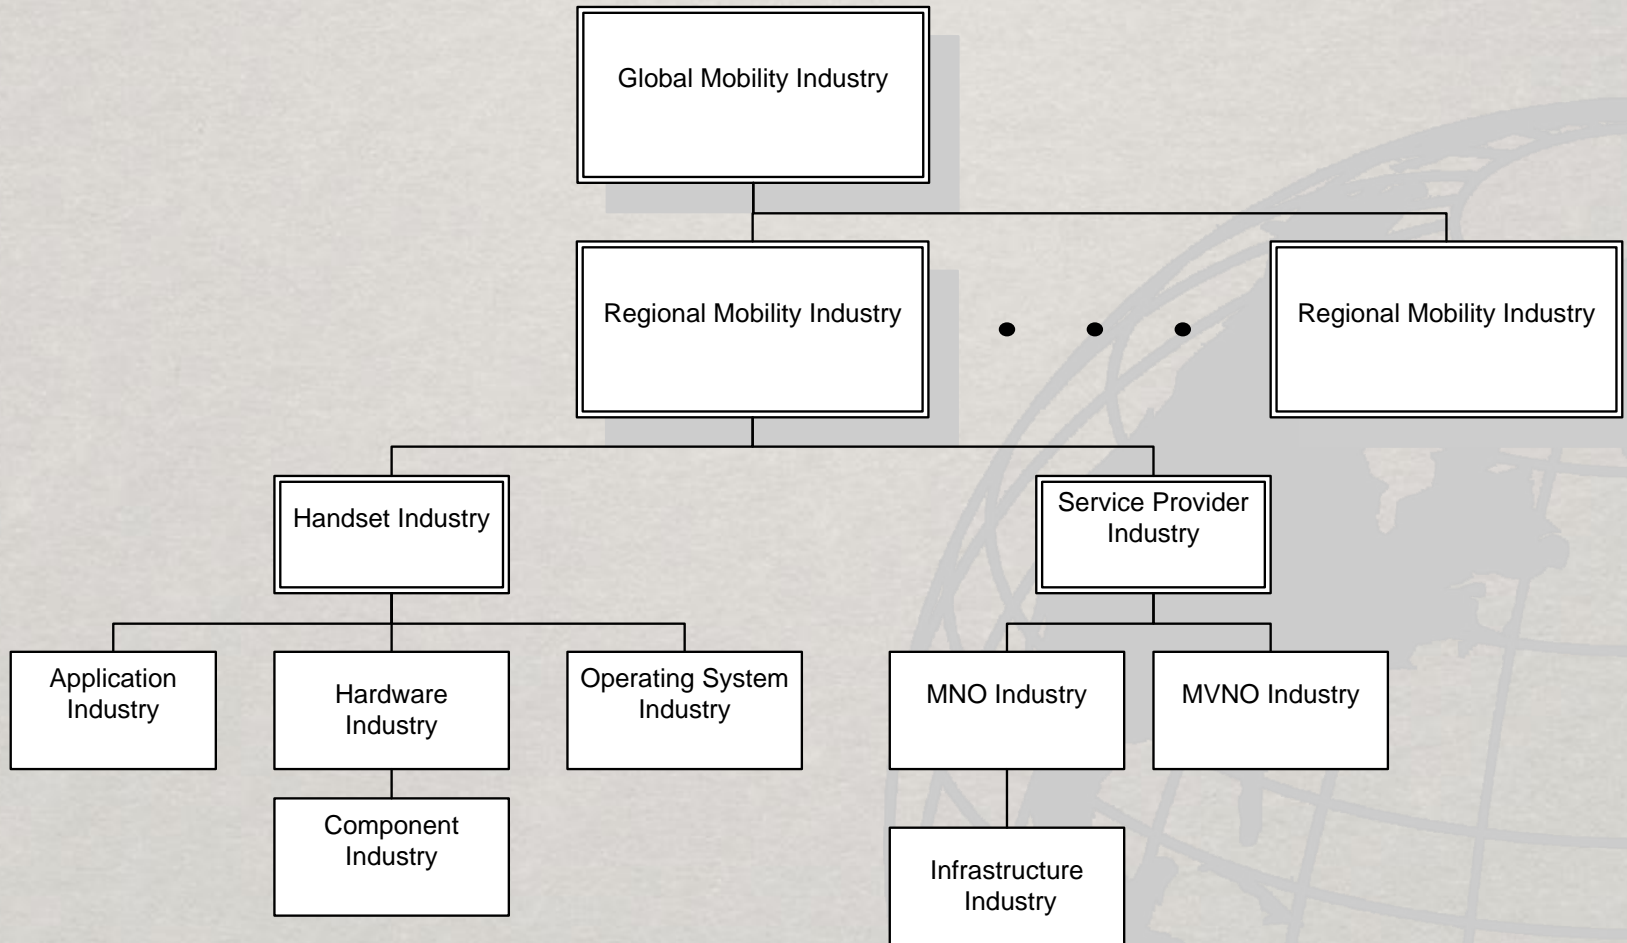 Global Mobility Industry
Regional Mobility Industry
Regional Mobility Industry
Handset Industry
Service Provider
Industry
Application
Industry
Hardware
Industry
Operating System
Industry
MNO Industry
MVNO Industry
Component
Industry
Infrastructure
Industry